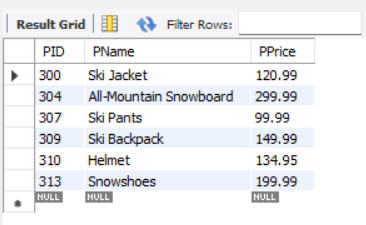 Result Grid Filter Rows:
PID PName PPrice
300 Ski Jacket 120.99
304 All-Mountain Snowboard 299.99
307 Ski Pants 99.99
309 Ski Backpack 149.99
310 Helmet 134.95
313 Snowshoes 199.99
NULL NULL NULL